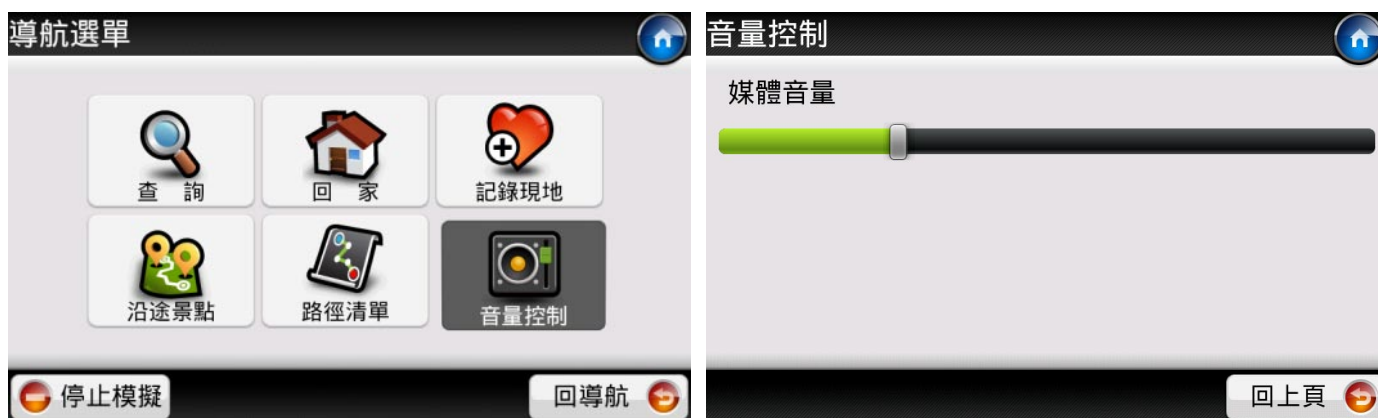 導航選單
查 詢
回 家
記錄現地
沿途景點
路徑清單
音量控制
停止模擬
回導航
音量控制
媒體音量
回上頁